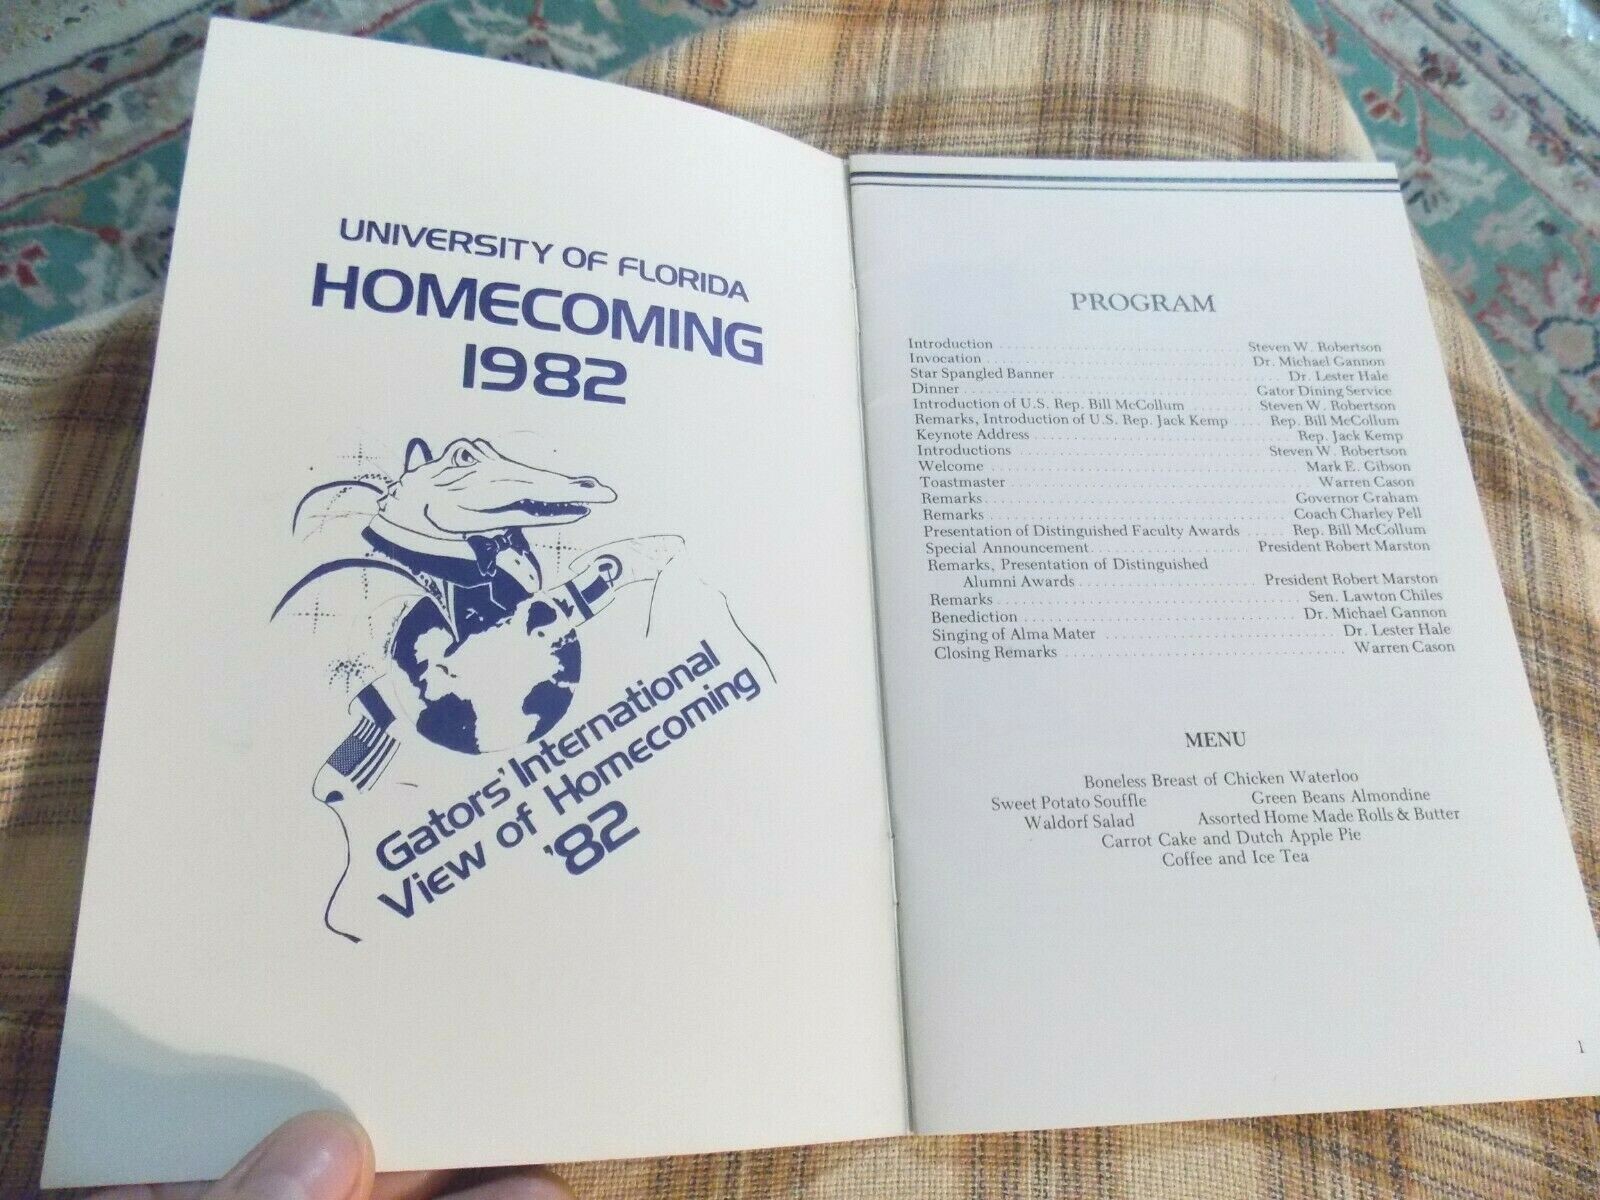 UNIVERSITY OF FLORIDA
HOMECOMING
1982
Gators' International
View of Homecoming
'82
PROGRAM
Introduction . . . . . . . . . . Steven W. Robertson
Invocation . . . . . . . . . . Dr. Michael Gannon
Star Spangled Banner . . . . . . . . . . Dr. Lester Hale
Dinner . . . . . . . . . . Gator Dining Service
Introduction of U.S. Rep. Bill McCollum . . . . . . . . . . Steven W. Robertson
Remarks, Introduction of U.S. Rep. Jack Kemp . . . . . Rep. Bill McCollum
Keynote Address . . . . . . . . . . Rep. Jack Kemp
Introductions . . . . . . . . . . Steven W. Robertson
Welcome . . . . . . . . . . Mark E. Gibson
Toastmaster . . . . . . . . . . Warren Cason
Remarks . . . . . . . . . . Governor Graham
Remarks . . . . . . . . . . Coach Charley Pell
Presentation of Distinguished Faculty Awards . . . . . Rep. Bill McCollum
Special Announcement . . . . . . . . . . President Robert Marston
Remarks, Presentation of Distinguished
Alumni Awards . . . . . . . . . . President Robert Marston
Remarks . . . . . . . . . . Sen. Lawton Chiles
Benediction . . . . . . . . . . Dr. Michael Gannon
Singing of Alma Mater . . . . . . . . . . Dr. Lester Hale
Closing Remarks . . . . . . . . . . Warren Cason
MENU
Boneless Breast of Chicken Waterloo
Sweet Potato Souffle Green Beans Almondine
Waldorf Salad Assorted Home Made Rolls & Butter
Carrot Cake and Dutch Apple Pie
Coffee and Ice Tea
1